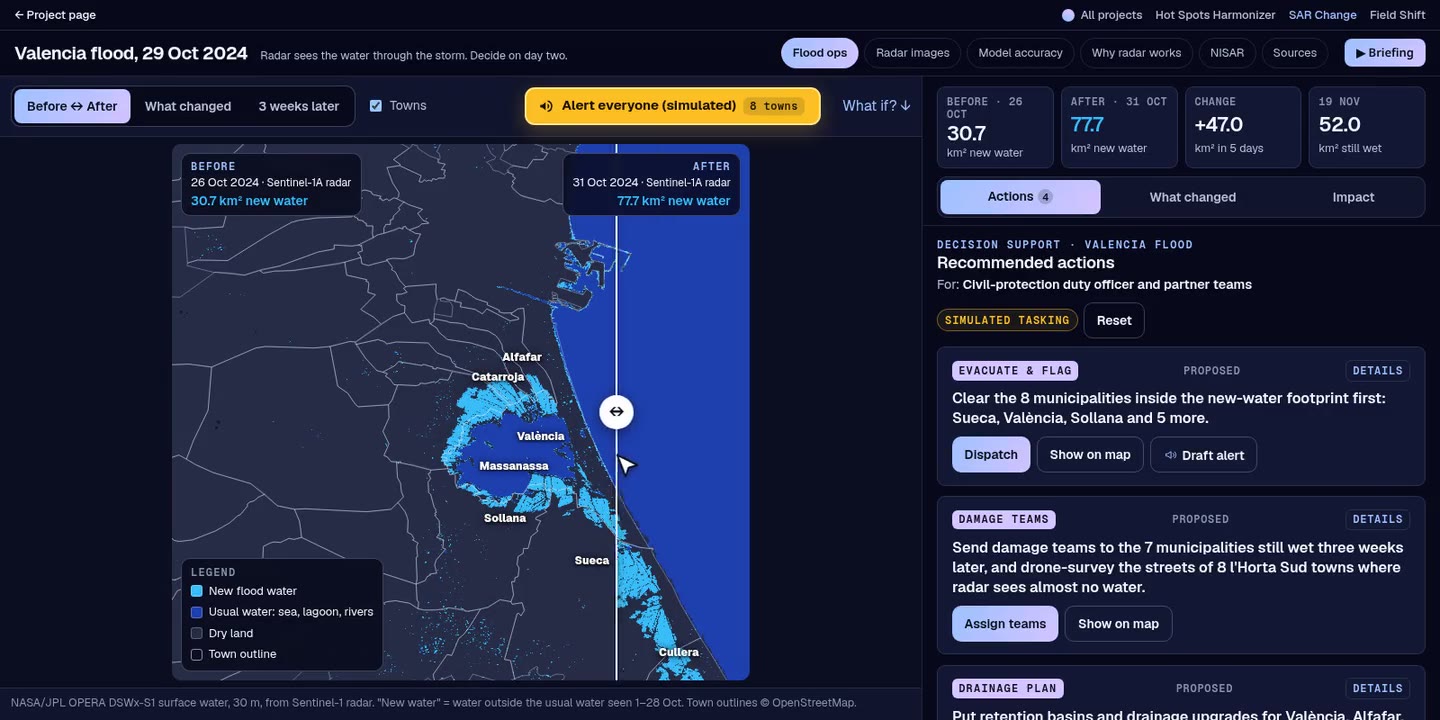 ← Project page
All projects
Hot Spots Harmonizer
SAR Change
Field Shift
Valencia flood, 29 Oct 2024
Radar sees the water through the storm. Decide on day two.
Flood ops
Radar images
Model accuracy
Why radar works
NISAR
Sources
▶ Briefing
Before ↔ After
What changed
3 weeks later
Towns
Alert everyone (simulated) 8 towns
What if? ↓
BEFORE
26 Oct 2024 · Sentinel-1A radar
30.7 km² new water
AFTER
31 Oct 2024 · Sentinel-1A radar
77.7 km² new water
Alfafar
Catarroja
València
Massanassa
Sollana
Sueca
Cullera
LEGEND
New flood water
Usual water: sea, lagoon, rivers
Dry land
Town outline
NASA/JPL OPERA DSWx-S1 surface water, 30 m, from Sentinel-1 radar. "New water" = water outside the usual water seen 1–28 Oct. Town outlines © OpenStreetMap.
BEFORE · 26
OCT
30.7
km² new water
AFTER · 31 OCT
77.7
km² new water
CHANGE
+47.0
km² in 5 days
19 NOV
52.0
km² still wet
Actions 4
What changed
Impact
DECISION SUPPORT · VALENCIA FLOOD
Recommended actions
For: Civil-protection duty officer and partner teams
SIMULATED TASKING
Reset
EVACUATE & FLAG
PROPOSED
DETAILS
Clear the 8 municipalities inside the new-water footprint first:
Sueca, València, Sollana and 5 more.
Dispatch
Show on map
Draft alert
DAMAGE TEAMS
PROPOSED
DETAILS
Send damage teams to the 7 municipalities still wet three weeks
later, and drone-survey the streets of 8 l'Horta Sud towns where
radar sees almost no water.
Assign teams
Show on map
DRAINAGE PLAN
PROPOSED
DETAILS
Put retention basins and drainage upgrades for València, Alfafar,